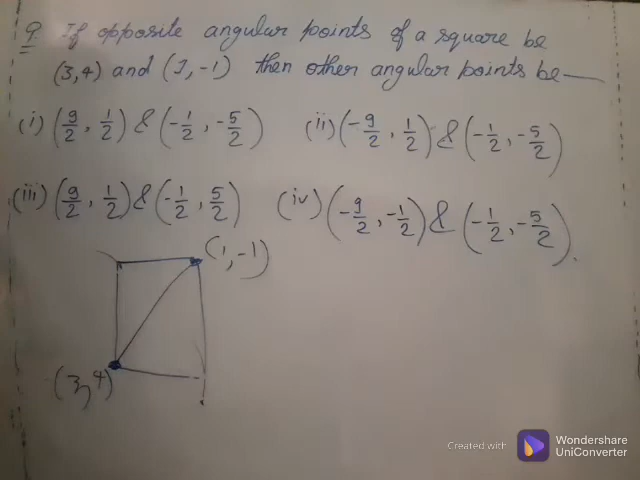 Q If opposite angular points of a square be
(3,4) and (1,-1) then other angular points be —
(i) (9/2, 1/2) & (-1/2, -5/2) (ii) (-9/2, 1/2) & (-1/2, -5/2)
(iii) (9/2, 1/2) & (-1/2, 5/2) (iv) (-9/2, -1/2) & (-1/2, -5/2).
(1,-1)
(3,4)
Created with Wondershare UniConverter